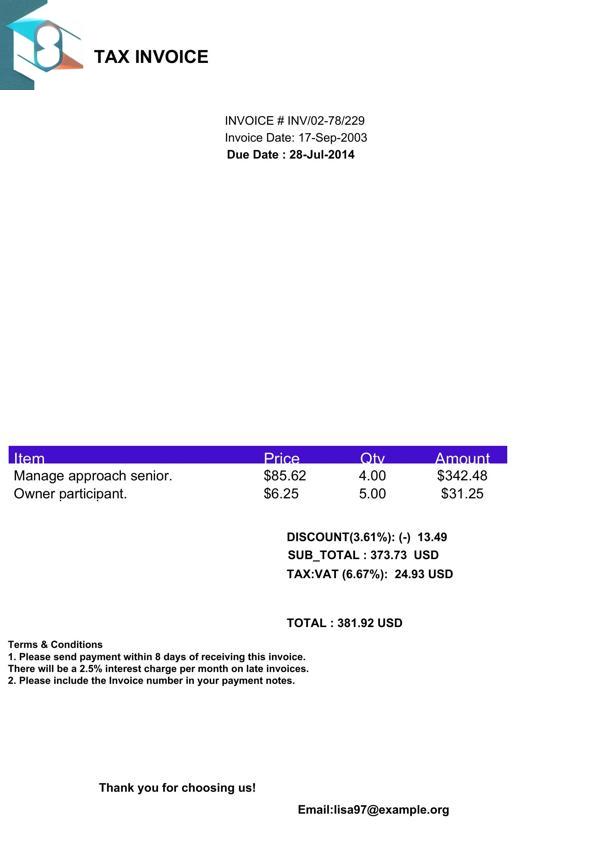 TAX INVOICE
INVOICE # INV/02-78/229
Invoice Date: 17-Sep-2003
Due Date : 28-Jul-2014
Item Price Qty Amount
Manage approach senior. $85.62 4.00 $342.48
Owner participant. $6.25 5.00 $31.25
DISCOUNT(3.61%): (-) 13.49
SUB_TOTAL : 373.73 USD
TAX:VAT (6.67%): 24.93 USD
TOTAL : 381.92 USD
Terms & Conditions
1. Please send payment within 8 days of receiving this invoice.
There will be a 2.5% interest charge per month on late invoices.
2. Please include the Invoice number in your payment notes.
Thank you for choosing us!
Email:lisa97@example.org